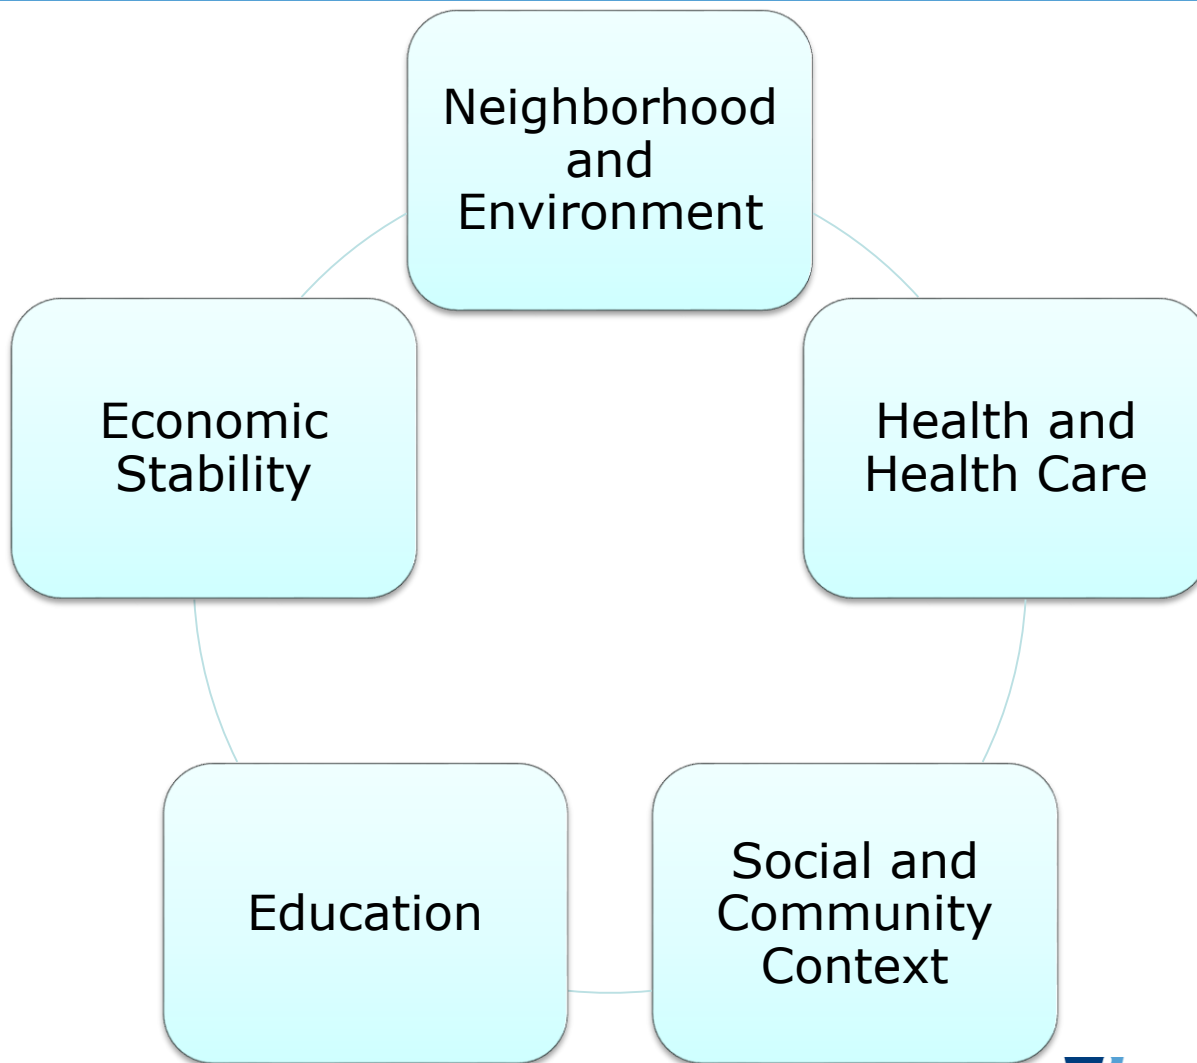 Neighborhood
and
Environment
Economic
Stability
Health and
Health Care
Education
Social and
Community
Context